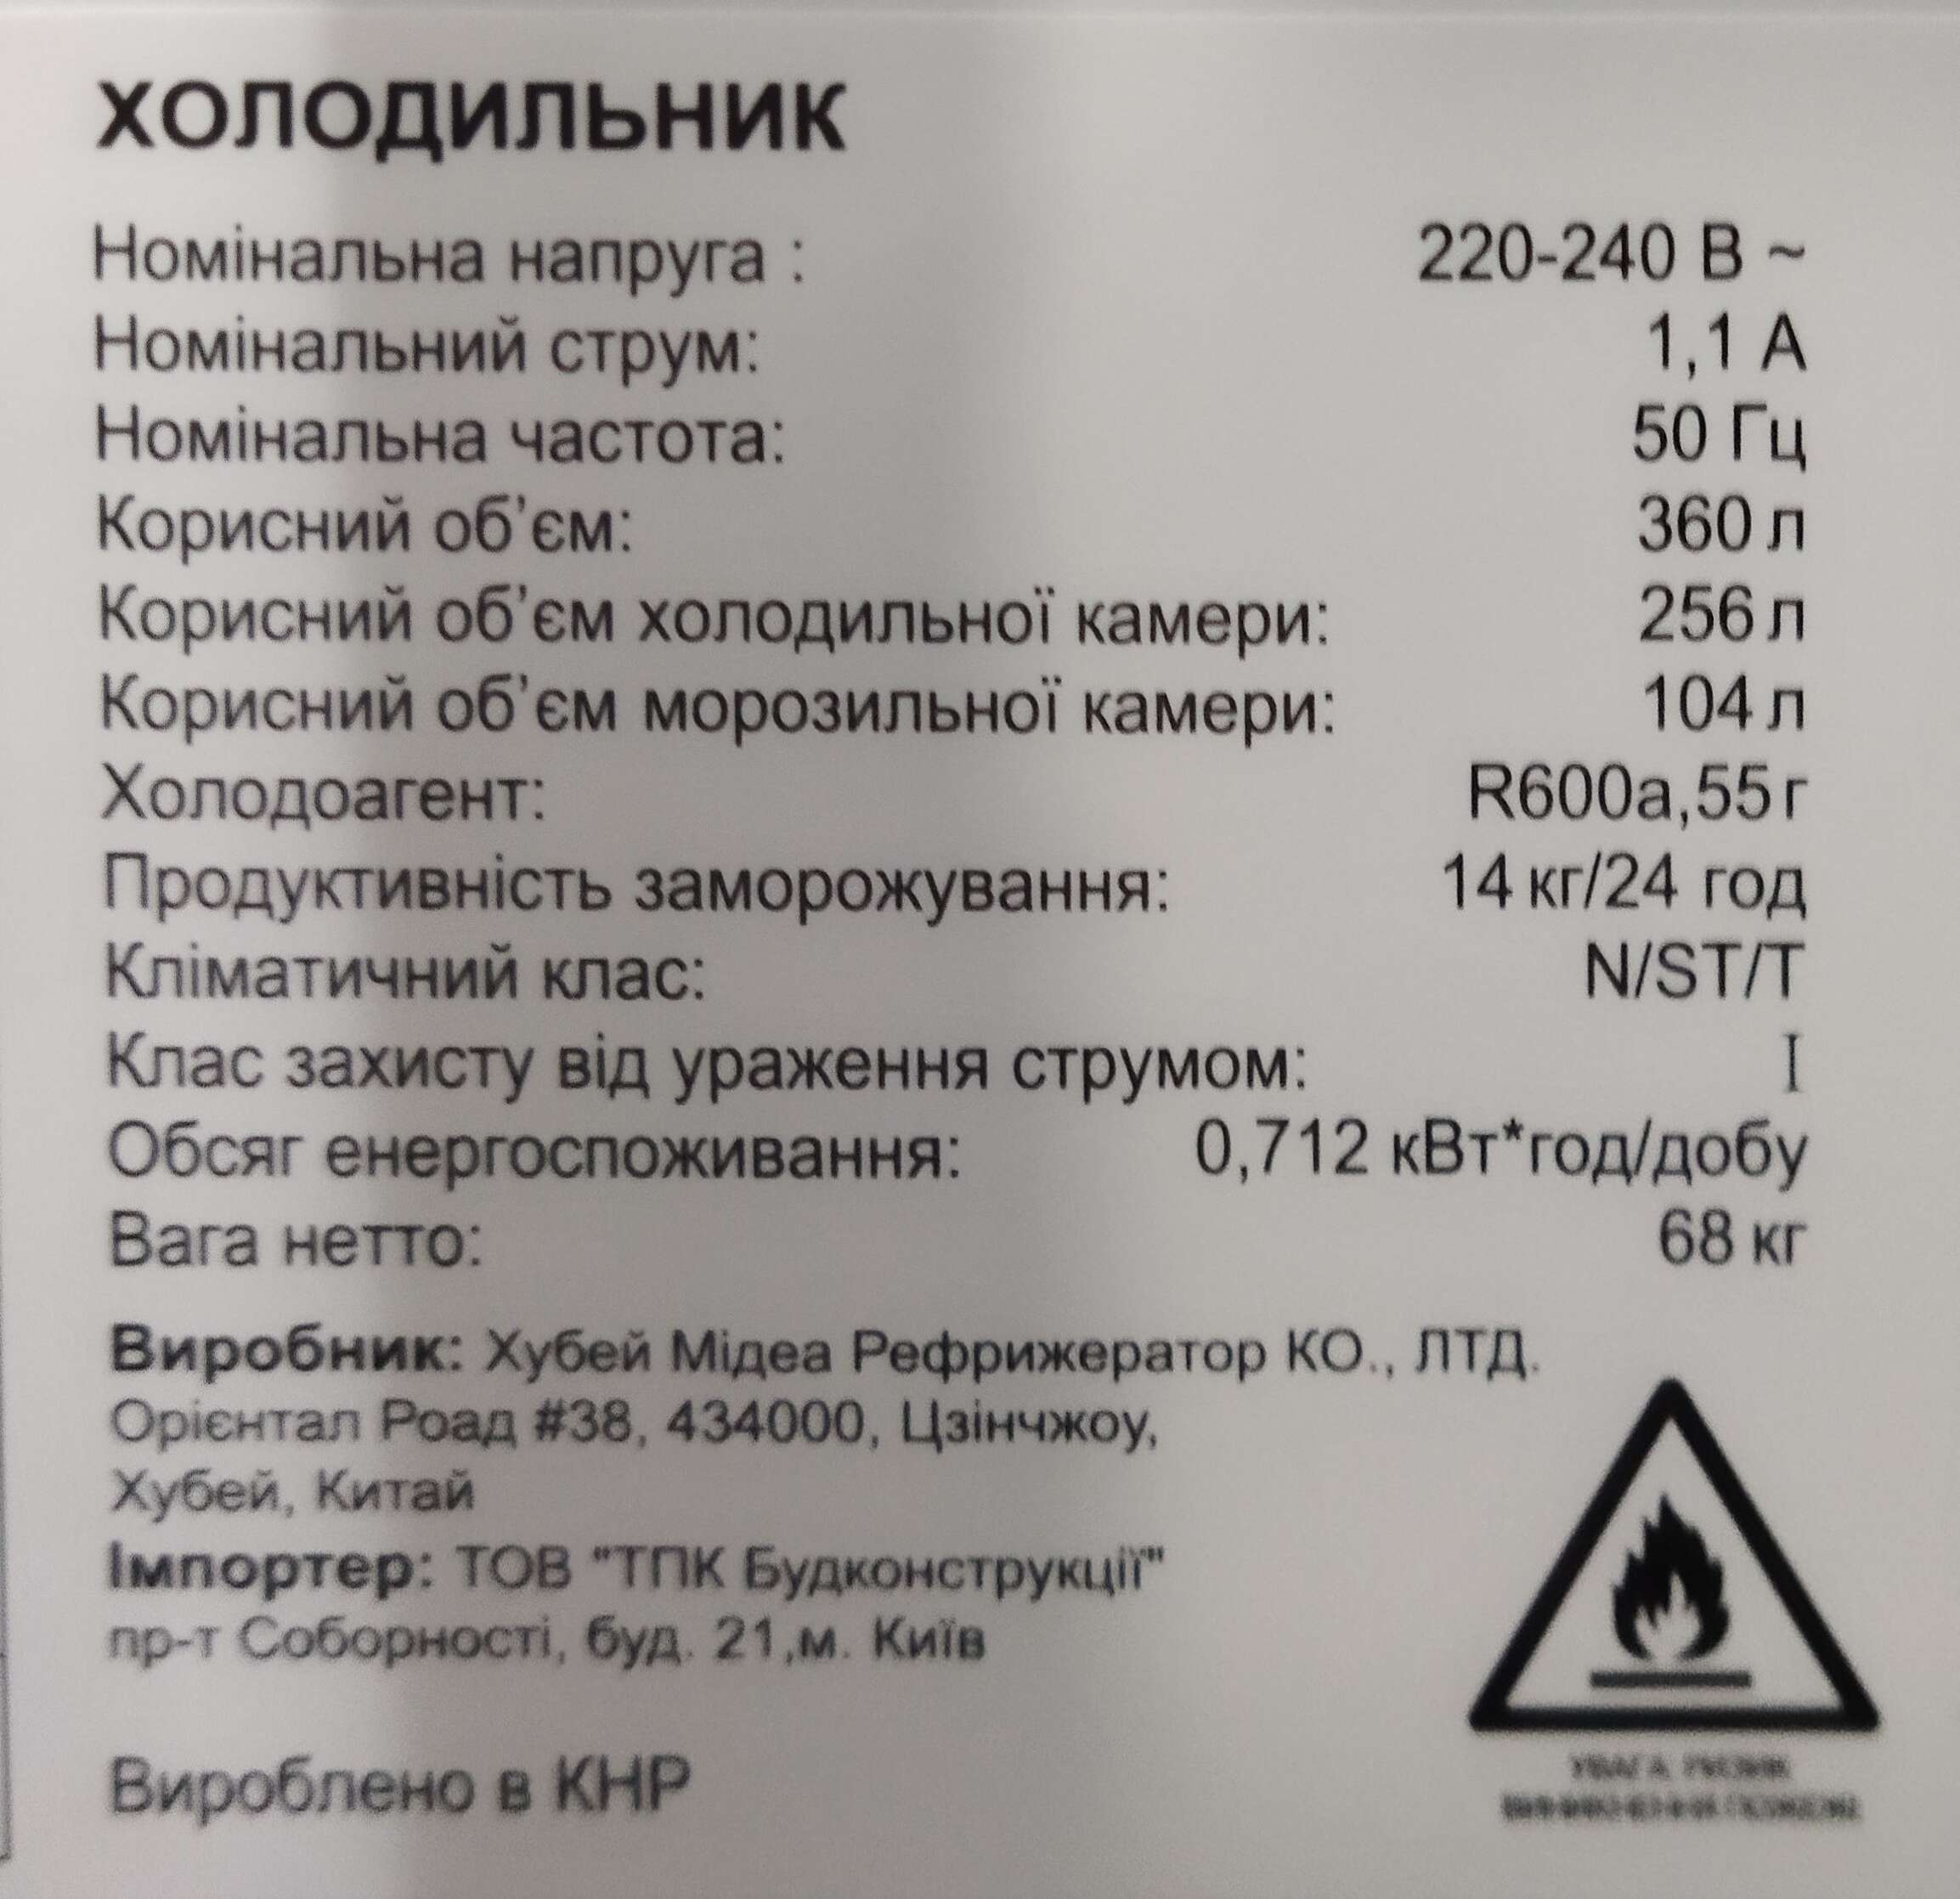 ХОЛОДИЛЬНИК
Номінальна напруга : 220-240 В ~
Номінальний струм: 1,1 А
Номінальна частота: 50 Гц
Корисний об'єм: 360 л
Корисний об'єм холодильної камери: 256 л
Корисний об'єм морозильної камери: 104 л
Холодоагент: R600a,55 г
Продуктивність заморожування: 14 кг/24 год
Кліматичний клас: N/ST/T
Клас захисту від ураження струмом: I
Обсяг енергоспоживання: 0,712 кВт*год/добу
Вага нетто: 68 кг
Виробник: Хубей Мідеа Рефрижератор КО., ЛТД.
Орієнтал Роад #38, 434000, Цзінчжоу,
Хубей, Китай
Імпортер: ТОВ "ТПК Будконструкції"
пр-т Соборності, буд. 21,м. Київ
Вироблено в КНР
УВАГА